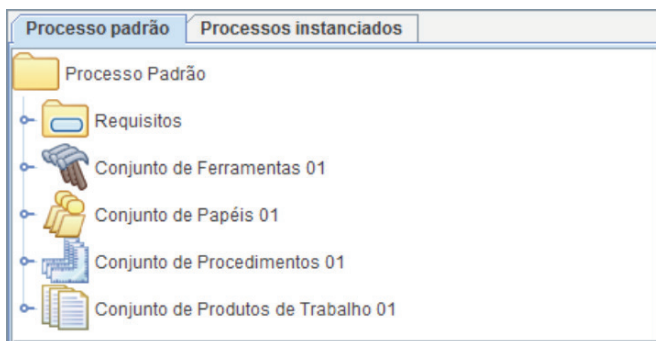 Processo padrão
Processos instanciados
Processo Padrão
Requisitos
Conjunto de Ferramentas 01
Conjunto de Papéis 01
Conjunto de Procedimentos 01
Conjunto de Produtos de Trabalho 01